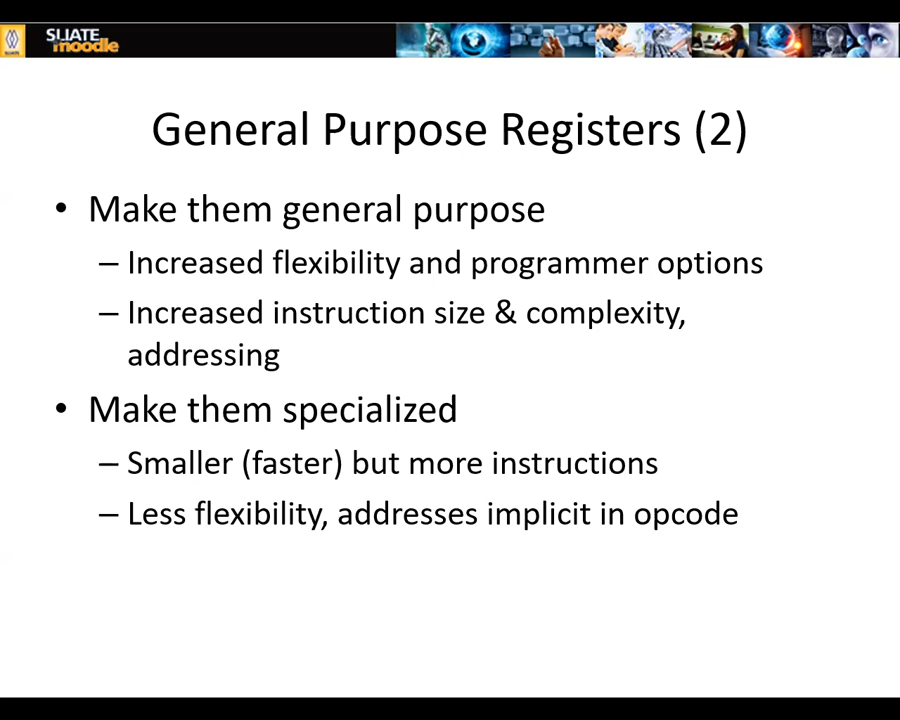 SLIATE
moodle
SLIATE
General Purpose Registers (2)
• Make them general purpose
– Increased flexibility and programmer options
– Increased instruction size & complexity,
addressing
• Make them specialized
– Smaller (faster) but more instructions
– Less flexibility, addresses implicit in opcode